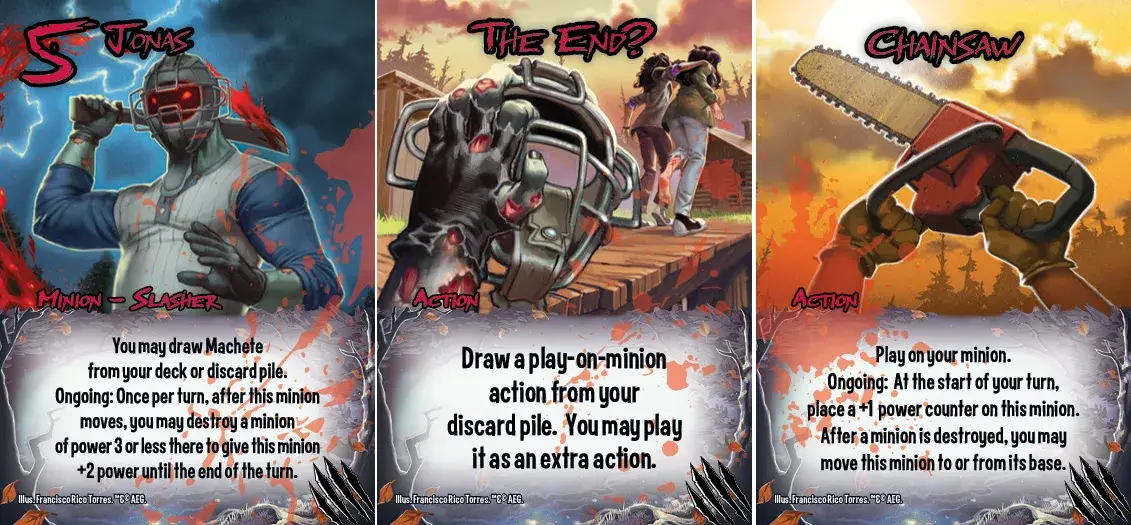 5 Jonas
Minion – Slasher
You may draw Machete
from your deck or discard pile.
Ongoing: Once per turn, after this minion
moves, you may destroy a minion
of power 3 or less there to give this minion
+2 power until the end of the turn.
Illus. Francisco Rico Torres. ™&© AEG.
The End?
Action
Draw a play-on-minion
action from your
discard pile. You may play
it as an extra action.
Illus. Francisco Rico Torres. ™&© AEG.
Chainsaw
Action
Play on your minion.
Ongoing: At the start of your turn,
place a +1 power counter on this minion.
After a minion is destroyed, you may
move this minion to or from its base.
Illus. Francisco Rico Torres. ™&© AEG.